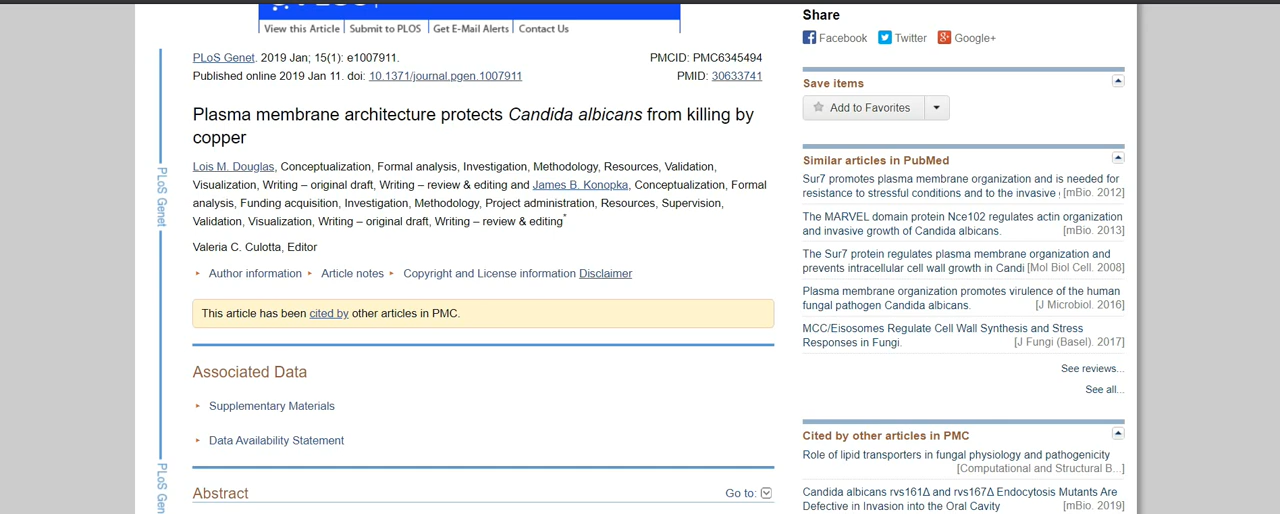 View this Article Submit to PLOS Get E-Mail Alerts Contact Us
PLoS Genet. 2019 Jan; 15(1): e1007911.
PMCID: PMC6345494
Published online 2019 Jan 11. doi: 10.1371/journal.pgen.1007911
PMID: 30633741
Plasma membrane architecture protects Candida albicans from killing by
copper
Lois M. Douglas, Conceptualization, Formal analysis, Investigation, Methodology, Resources, Validation,
Visualization, Writing – original draft, Writing – review & editing and James B. Konopka, Conceptualization, Formal
analysis, Funding acquisition, Investigation, Methodology, Project administration, Resources, Supervision,
Validation, Visualization, Writing – original draft, Writing – review & editing*
Valeria C. Culotta, Editor
Author information Article notes Copyright and License information Disclaimer
This article has been cited by other articles in PMC.
Associated Data
Supplementary Materials
Data Availability Statement
Abstract
Go to:
PLoS Genet
PLoS Gen
Share
Facebook Twitter Google+
Save items
Add to Favorites
Similar articles in PubMed
Sur7 promotes plasma membrane organization and is needed for
resistance to stressful conditions and to the invasive [mBio. 2012]
The MARVEL domain protein Nce102 regulates actin organization
and invasive growth of Candida albicans. [mBio. 2013]
The Sur7 protein regulates plasma membrane organization and
prevents intracellular cell wall growth in Candi [Mol Biol Cell. 2008]
Plasma membrane organization promotes virulence of the human
fungal pathogen Candida albicans. [J Microbiol. 2016]
MCC/Eisosomes Regulate Cell Wall Synthesis and Stress
Responses in Fungi. [J Fungi (Basel). 2017]
See reviews...
See all...
Cited by other articles in PMC
Role of lipid transporters in fungal physiology and pathogenicity
[Computational and Structural B...]
Candida albicans rvs161Δ and rvs167Δ Endocytosis Mutants Are
Defective in Invasion into the Oral Cavity [mBio. 2019]